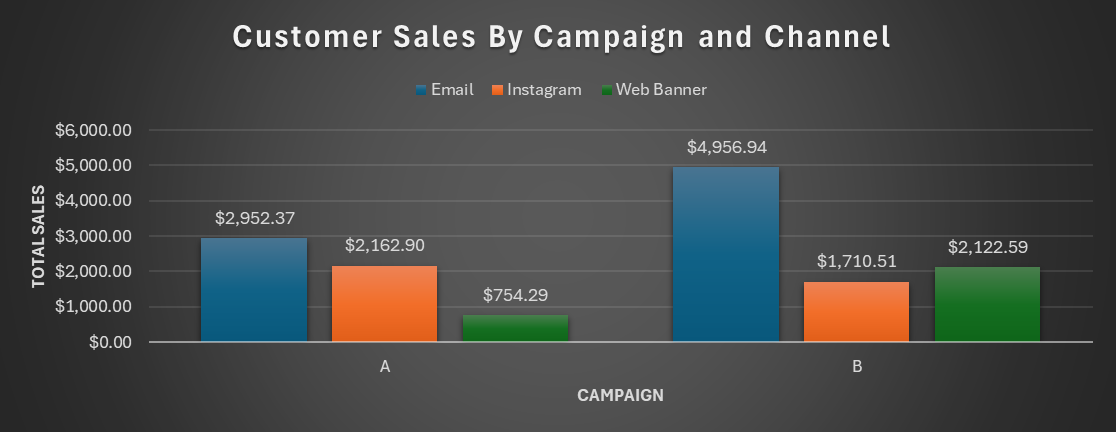 Customer Sales By Campaign and Channel
Email Instagram Web Banner
$6,000.00
$5,000.00
$4,000.00
$3,000.00
$2,000.00
$1,000.00
$0.00
TOTAL SALES
$2,952.37
$2,162.90
$754.29
$4,956.94
$1,710.51
$2,122.59
A B
CAMPAIGN